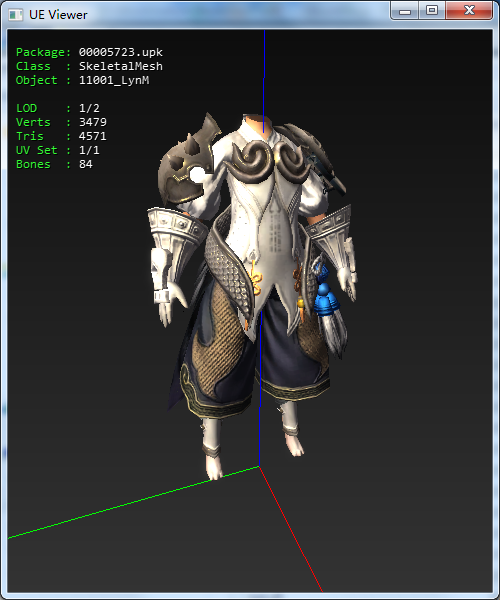 UE Viewer
Package: 00005723.upk
Class  : SkeletalMesh
Object : 11001_LynM
LOD    : 1/2
Verts  : 3479
Tris   : 4571
UV Set : 1/1
Bones  : 84